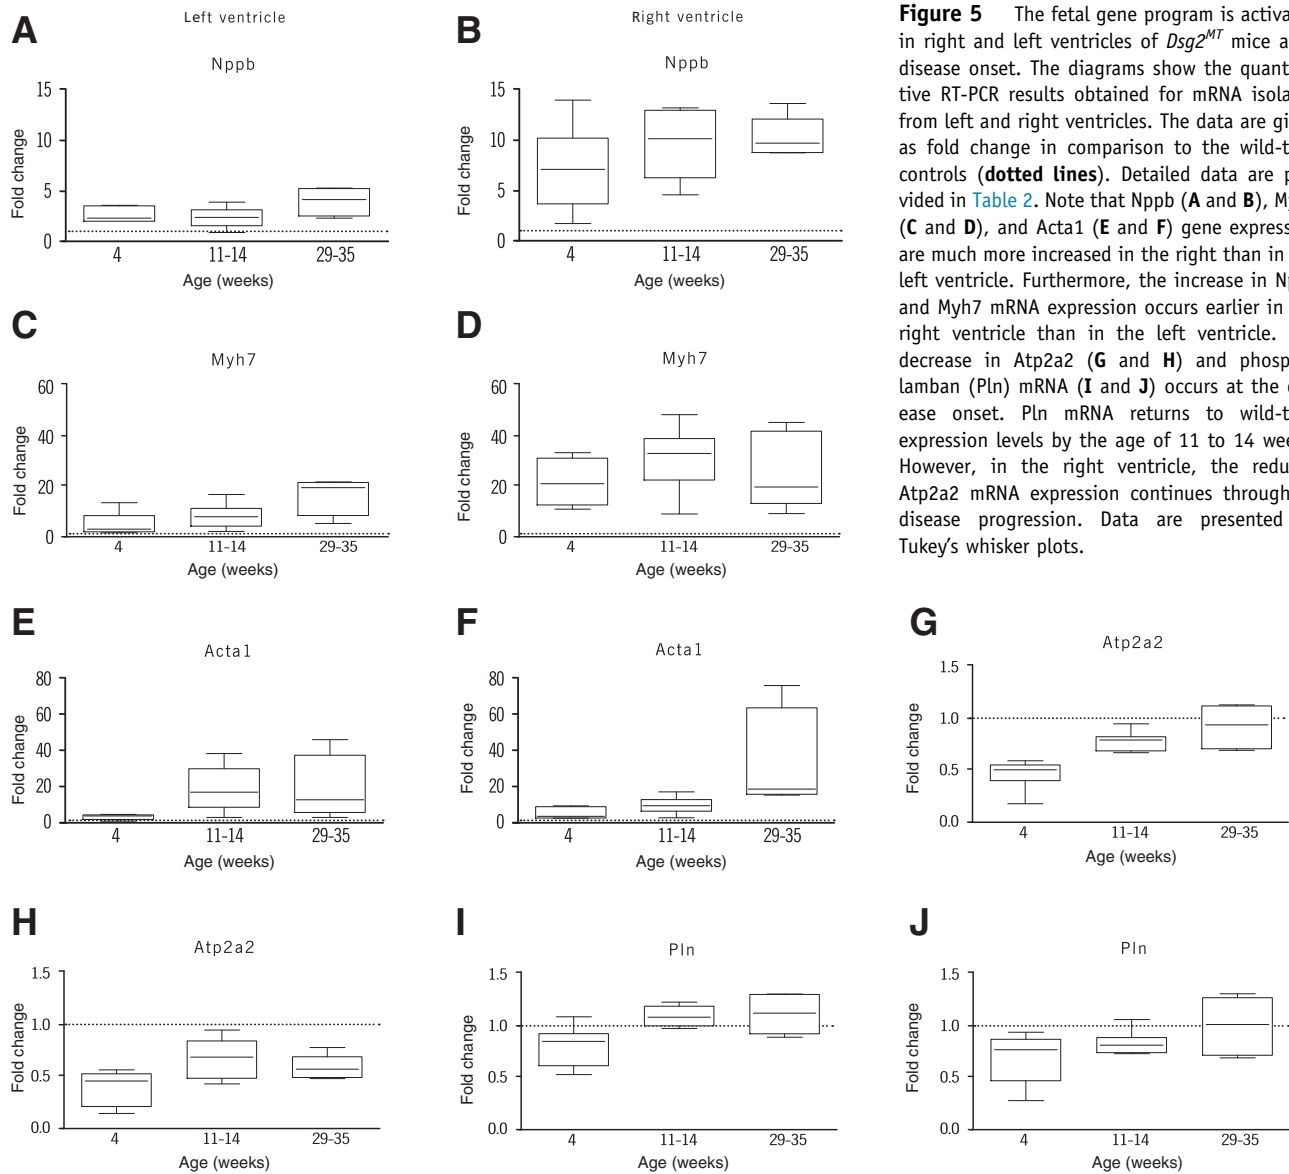 A
Left ventricle
Nppb
Fold change
15
10
5
0
4
11-14
29-35
Age (weeks)
B
Right ventricle
Nppb
Fold change
15
10
5
0
4
11-14
29-35
Age (weeks)
Figure 5 The fetal gene program is activa
in right and left ventricles of Dsg2MT mice a
disease onset. The diagrams show the quant
tive RT-PCR results obtained for mRNA isola
from left and right ventricles. The data are gi
as fold change in comparison to the wild-t
controls (dotted lines). Detailed data are p
vided in Table 2. Note that Nppb (A and B), My
(C and D), and Acta1 (E and F) gene express
are much more increased in the right than in
left ventricle. Furthermore, the increase in Np
and Myh7 mRNA expression occurs earlier in
right ventricle than in the left ventricle.
decrease in Atp2a2 (G and H) and phosp
lamban (Pln) mRNA (I and J) occurs at the d
ease onset. Pln mRNA returns to wild-t
expression levels by the age of 11 to 14 wee
However, in the right ventricle, the redu
Atp2a2 mRNA expression continues through
disease progression. Data are presented
Tukey's whisker plots.
C
Myh7
Fold change
60
40
20
0
4
11-14
29-35
Age (weeks)
D
Myh7
Fold change
60
40
20
0
4
11-14
29-35
Age (weeks)
E
Acta1
Fold change
80
60
40
20
0
4
11-14
29-35
Age (weeks)
F
Acta1
Fold change
80
60
40
20
0
4
11-14
29-35
Age (weeks)
G
Atp2a2
Fold change
1.5
1.0
0.5
0.0
4
11-14
29-35
Age (weeks)
H
Atp2a2
Fold change
1.5
1.0
0.5
0.0
4
11-14
29-35
Age (weeks)
I
Pln
Fold change
1.5
1.0
0.5
0.0
4
11-14
29-35
Age (weeks)
J
Pln
Fold change
1.5
1.0
0.5
0.0
4
11-14
29-35
Age (weeks)